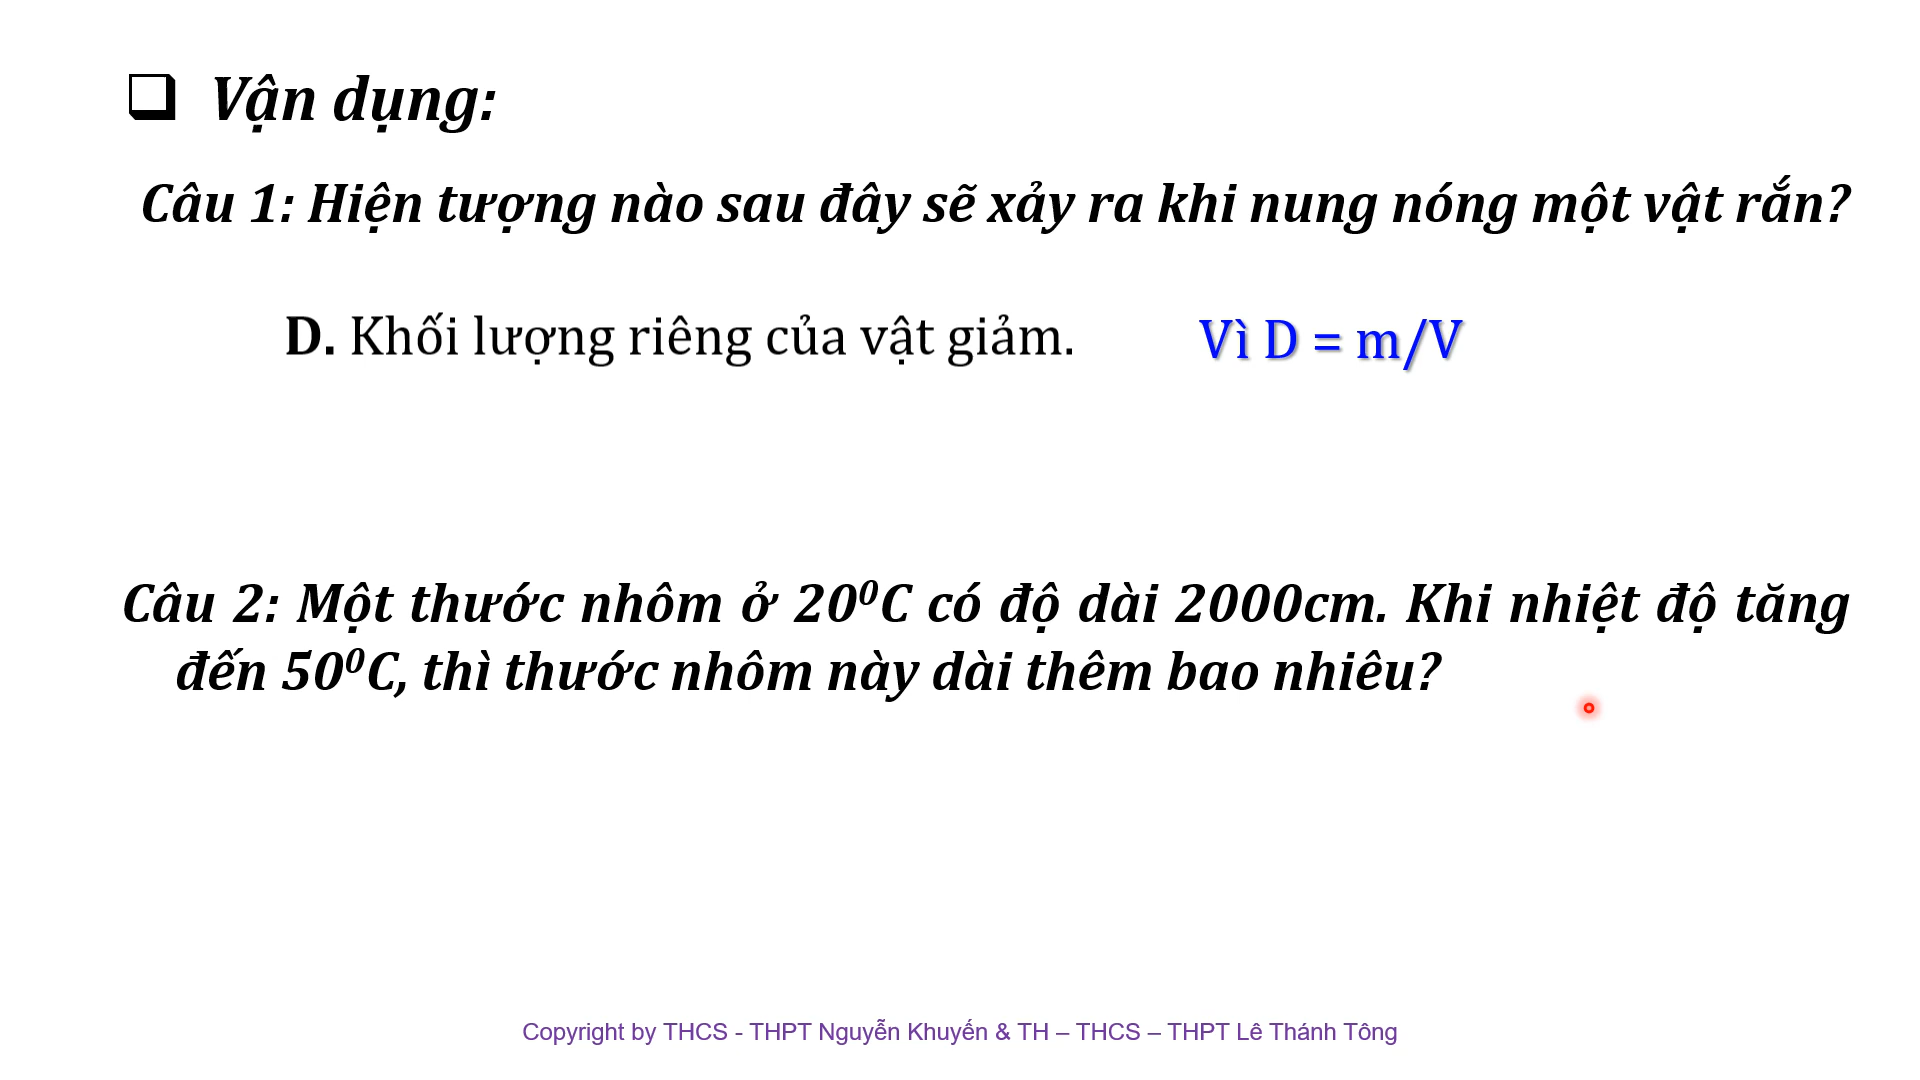 ❑ Vận dụng:
Câu 1: Hiện tượng nào sau đây sẽ xảy ra khi nung nóng một vật rắn?
D. Khối lượng riêng của vật giảm. Vì D = m/V
Câu 2: Một thước nhôm ở 20⁰C có độ dài 2000cm. Khi nhiệt độ tăng
đến 50⁰C, thì thước nhôm này dài thêm bao nhiêu?
Copyright by THCS - THPT Nguyễn Khuyến & TH – THCS – THPT Lê Thánh Tông